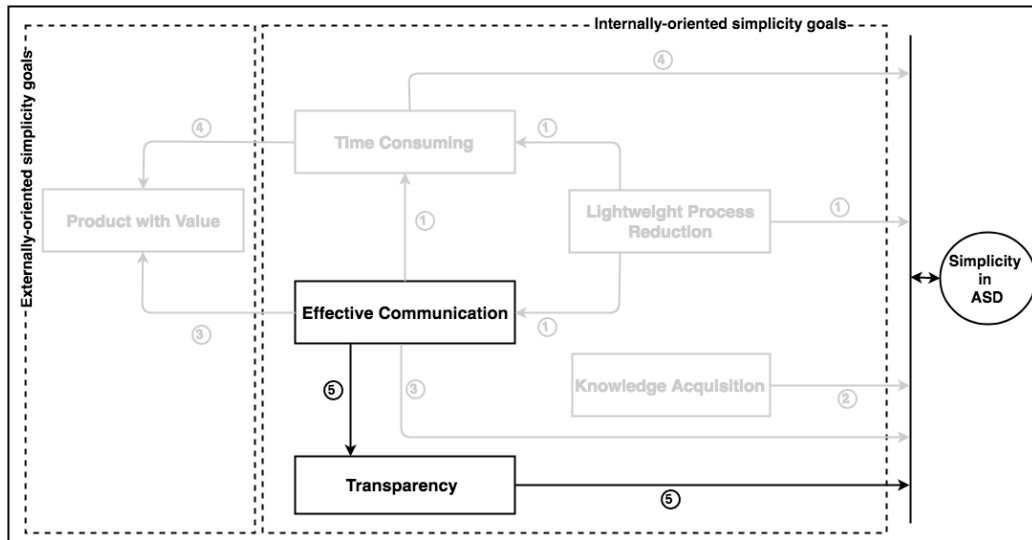 Internally-oriented simplicity goals
Externally-oriented simplicity goals
④
④
Time Consuming
①
Product with Value
①
Lightweight Process
Reduction
①
Simplicity
in
ASD
Effective Communication
③
①
⑤
③
Knowledge Acquisition
②
Transparency
⑤